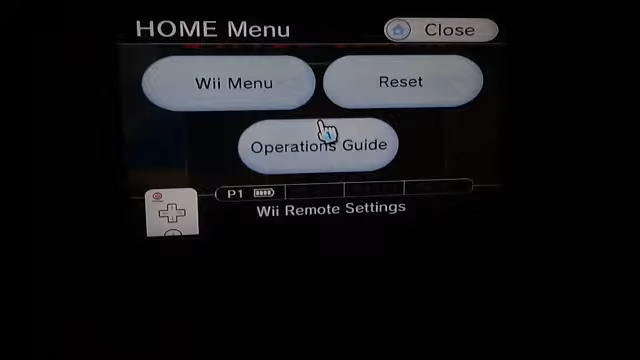 HOME Menu
Close
Wii Menu
Reset
Operations Guide
P1
Wii Remote Settings